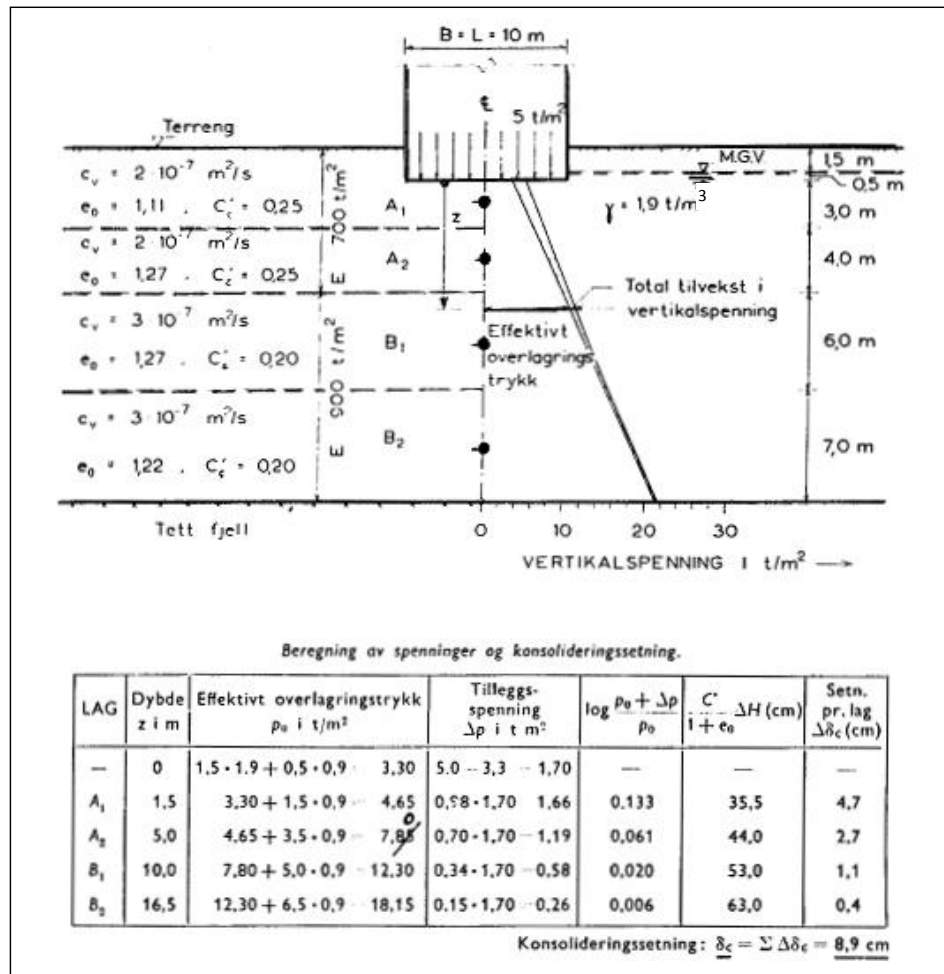 B = L = 10 m
5 t/m²
Terreng
M.G.V
1,5 m
0,5 m
γ = 1,9 t/m³
3,0 m
4,0 m
6,0 m
7,0 m
c_v = 2·10⁻⁷ m²/s
e₀ = 1,11 , C'c = 0,25
c_v = 2·10⁻⁷ m²/s
e₀ = 1,27 , C'c = 0,25
c_v = 3·10⁻⁷ m²/s
e₀ = 1,27 , C'c = 0,20
c_v = 3·10⁻⁷ m²/s
e₀ = 1,22 , C'c = 0,20
E 700 t/m²
E 900 t/m²
A₁
A₂
B₁
B₂
z
Total tilvekst i
vertikalspenning
Effektivt
overlagrings
trykk
Tett fjell
0 10 20 30
VERTIKALSPENNING I t/m² →
Beregning av spenninger og konsolideringssetning.
LAG | Dybde z i m | Effektivt overlagringstrykk p₀ i t/m² | Tilleggs-spenning Δp i t m² | log (p₀ + Δp)/p₀ | C'/(1 + e₀) ΔH (cm) | Setn. pr. lag Δδc (cm)
— | 0 | 1,5 · 1.9 + 0,5 · 0,9 - 3,30 | 5.0 - 3,3 - 1,70 | — | — | —
A₁ | 1,5 | 3,30 + 1,5 · 0,9 - 4,65 | 0,98 · 1,70 1.66 | 0.133 | 35,5 | 4,7
A₂ | 5,0 | 4,65 + 3,5 · 0,9 - 7,80 | 0,70 · 1,70 - 1,19 | 0,061 | 44,0 | 2,7
B₁ | 10,0 | 7,80 + 5,0 · 0,9 - 12,30 | 0,34 · 1,70 - 0,58 | 0,020 | 53,0 | 1,1
B₂ | 16,5 | 12,30 + 6,5 · 0,9 - 18,15 | 0.15 · 1,70 - 0,26 | 0,006 | 63,0 | 0,4
Konsolideringssetning: δc = Σ Δδc = 8,9 cm